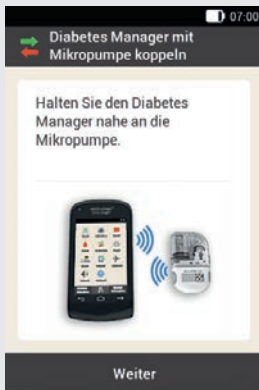 07:00
Diabetes Manager mit
Mikropumpe koppeln
Halten Sie den Diabetes
Manager nahe an die
Mikropumpe.
Weiter